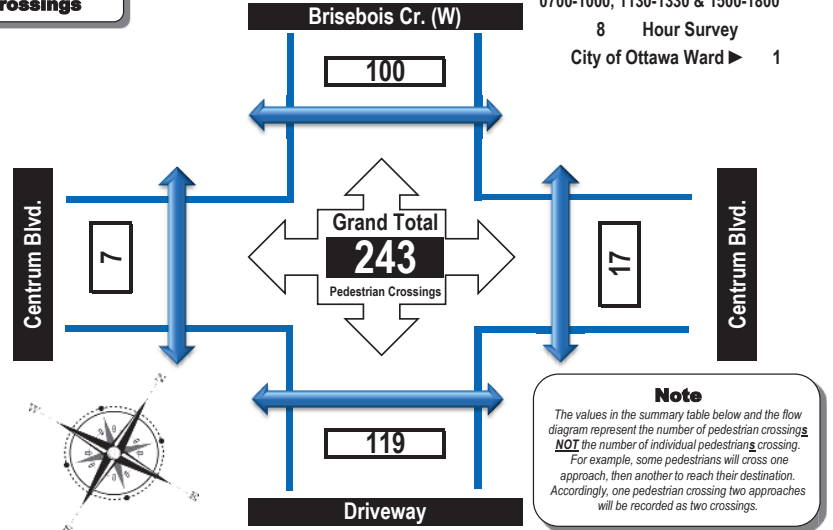 rossings
Brisebois Cr. (W)
0700-1000, 1130-1330 & 1500-1800
8 Hour Survey
City of Ottawa Ward ► 1
100
Centrum Blvd.
7
Grand Total
243
Pedestrian Crossings
17
Centrum Blvd.
N
W
E
S
119
Driveway
Note
The values in the summary table below and the flow
diagram represent the number of pedestrian crossings
NOT the number of individual pedestrians crossing.
For example, some pedestrians will cross one
approach, then another to reach their destination.
Accordingly, one pedestrian crossing two approaches
will be recorded as two crossings.